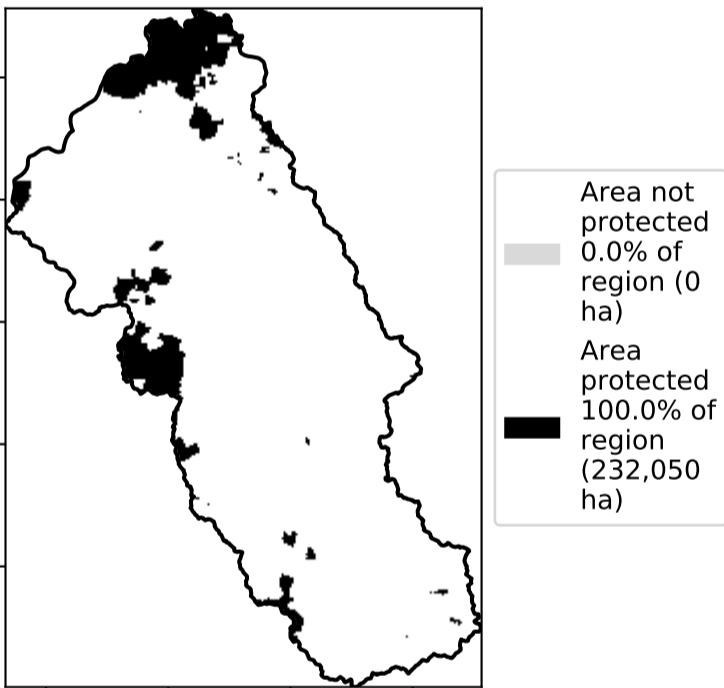 Area not
protected
0.0% of
region (0
ha)
Area
protected
100.0% of
region
(232,050
ha)